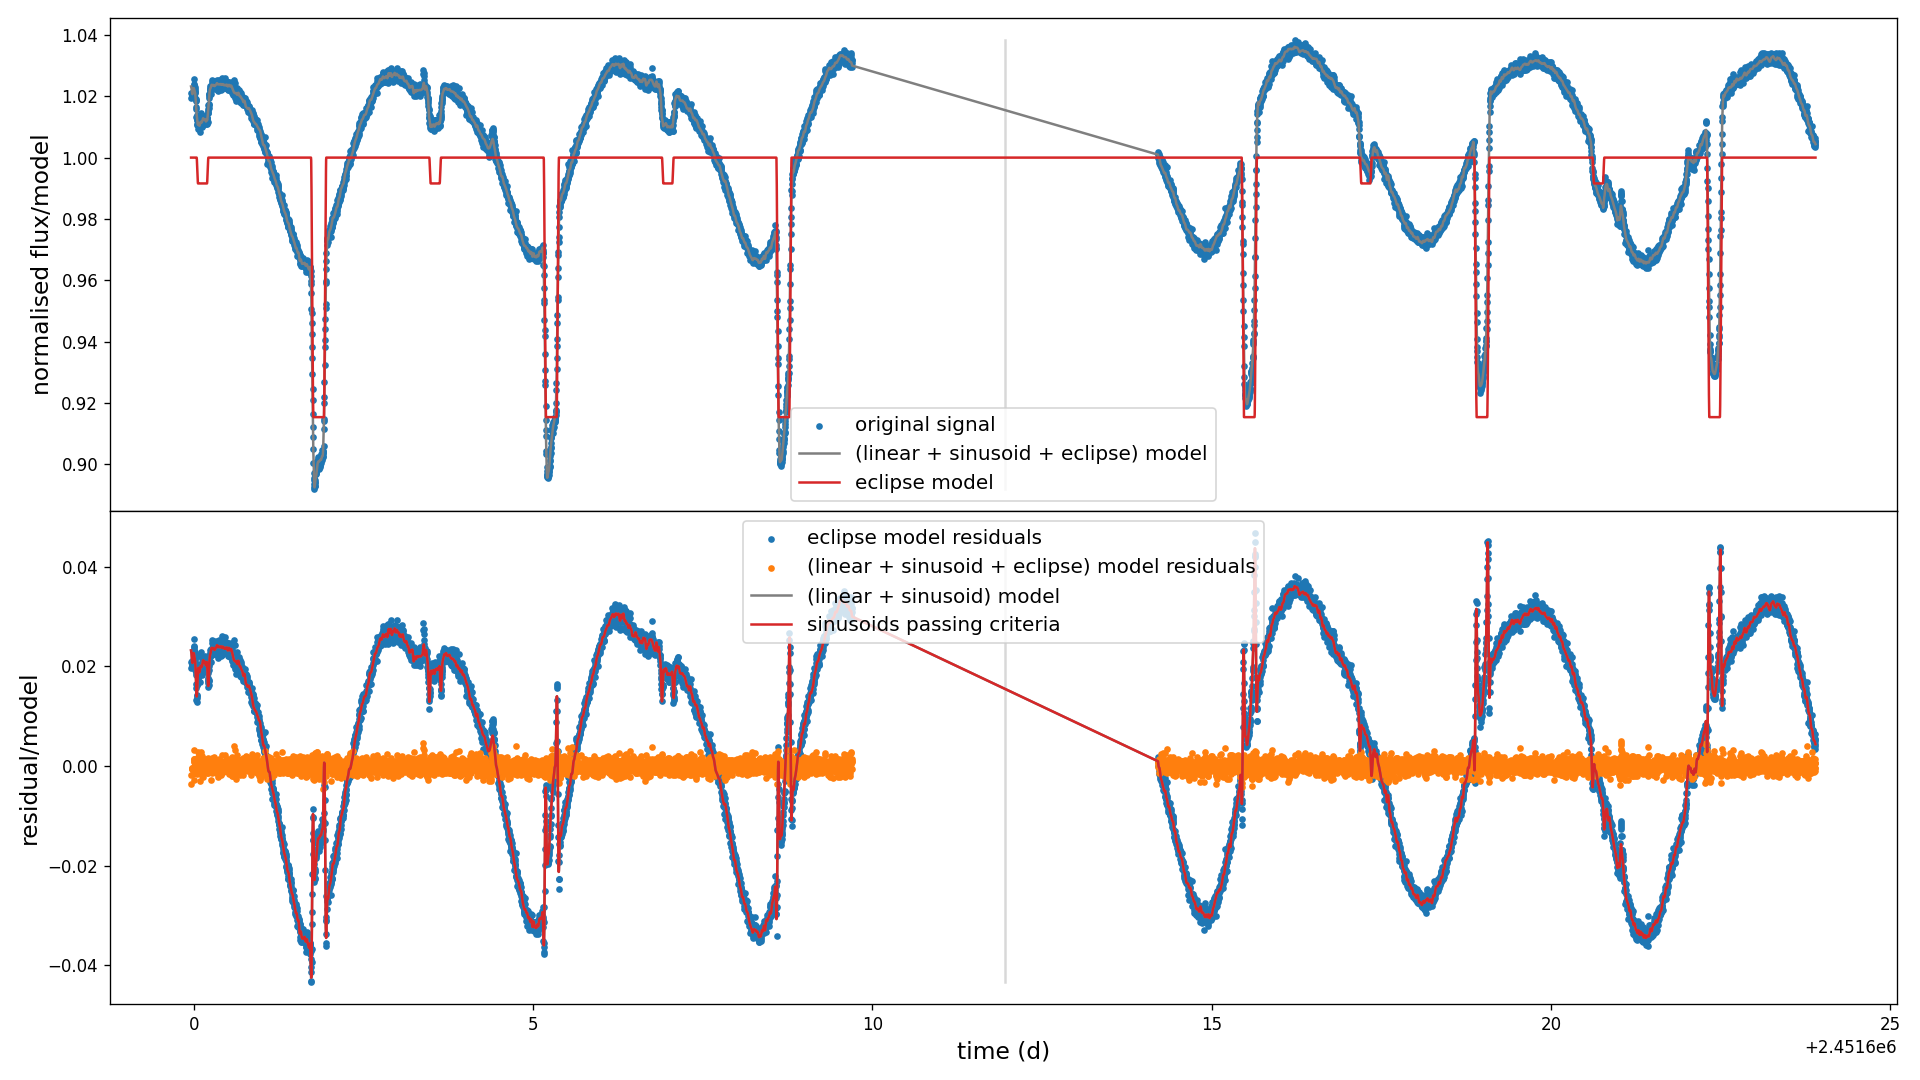 normalised flux/model
1.04
1.02
1.00
0.98
0.96
0.94
0.92
0.90
original signal
(linear + sinusoid + eclipse) model
eclipse model
residual/model
0.04
0.02
0.00
−0.02
−0.04
eclipse model residuals
(linear + sinusoid + eclipse) model residuals
(linear + sinusoid) model
sinusoids passing criteria
0 5 10 15 20 25
time (d)
+2.4516e6